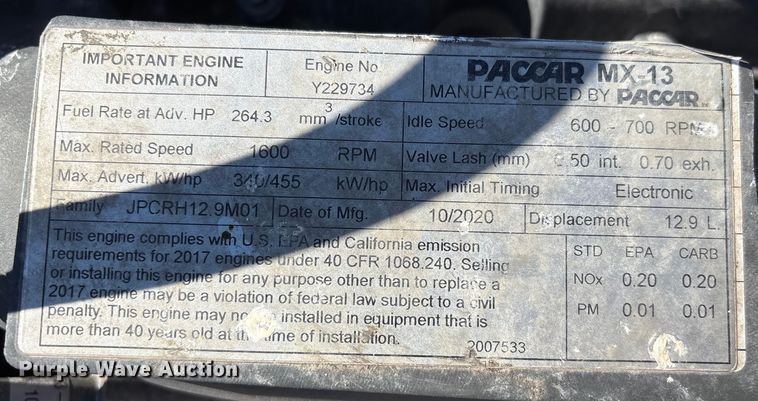 IMPORTANT ENGINE
INFORMATION
Engine No
Y229734
PACCAR MX-13
MANUFACTURED BY PACCAR
Fuel Rate at Adv. HP 264.3 mm3/stroke
Idle Speed 600 - 700 RPM
Max. Rated Speed 1600 RPM
Valve Lash (mm) 0.50 int. 0.70 exh.
Max. Advert. kW/hp 340/455 kW/hp
Max. Initial Timing Electronic
Family JPCRH12.9M01
Date of Mfg. 10/2020
Displacement 12.9 L.
This engine complies with U.S. EPA and California emission
requirements for 2017 engines under 40 CFR 1068.240. Selling
or installing this engine for any purpose other than to replace a
2017 engine may be a violation of federal law subject to a civil
penalty. This engine may not be installed in equipment that is
more than 40 years old at the time of installation.
2007533
STD EPA CARB
NOx 0.20 0.20
PM 0.01 0.01
Purple Wave Auction